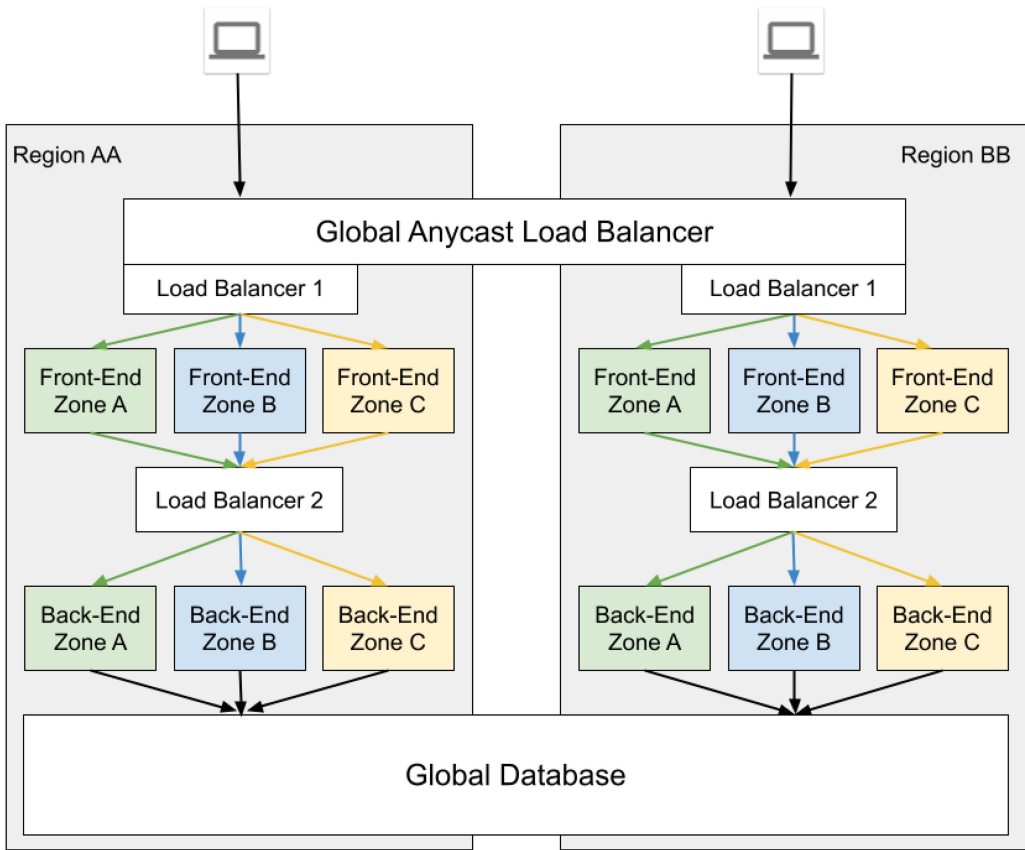 Region AA
Region BB
Global Anycast Load Balancer
Load Balancer 1
Load Balancer 1
Front-End
Zone A
Front-End
Zone B
Front-End
Zone C
Front-End
Zone A
Front-End
Zone B
Front-End
Zone C
Load Balancer 2
Load Balancer 2
Back-End
Zone A
Back-End
Zone B
Back-End
Zone C
Back-End
Zone A
Back-End
Zone B
Back-End
Zone C
Global Database